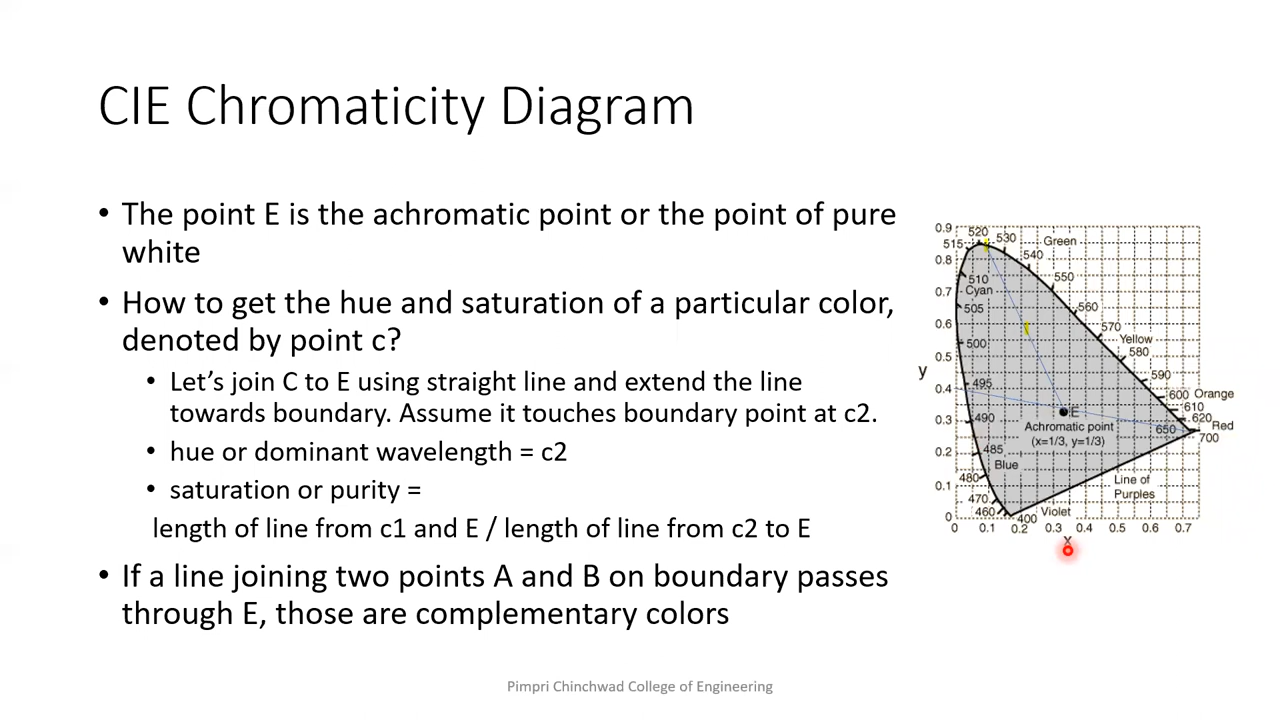 CIE Chromaticity Diagram
• The point E is the achromatic point or the point of pure
white
• How to get the hue and saturation of a particular color,
denoted by point c?
• Let's join C to E using straight line and extend the line
towards boundary. Assume it touches boundary point at c2.
• hue or dominant wavelength = c2
• saturation or purity =
length of line from c1 and E / length of line from c2 to E
• If a line joining two points A and B on boundary passes
through E, those are complementary colors
0.9
0.8
0.7
0.6
0.5
0.4
0.3
0.2
0.1
0
y
520
515
530
Green
540
510
550
Cyan
505
560
570
500
Yellow
580
495
590
600 Orange
610
490
620
E
Achromatic point
650
Red
700
(x=1/3, y=1/3)
485
Blue
480
Line of
Purples
470
460
400
Violet
0 0.1 0.2 0.3 0.4 0.5 0.6 0.7
x
Pimpri Chinchwad College of Engineering